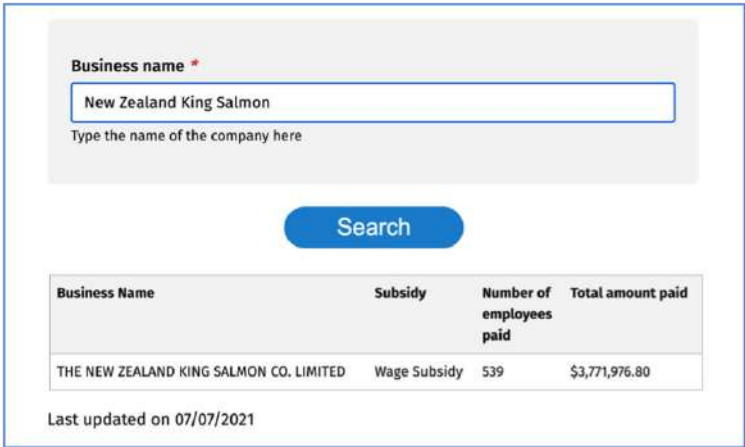 Business name *
New Zealand King Salmon
Type the name of the company here
Search
Business Name Subsidy Number of employees paid Total amount paid
THE NEW ZEALAND KING SALMON CO. LIMITED Wage Subsidy 539 $3,771,976.80
Last updated on 07/07/2021